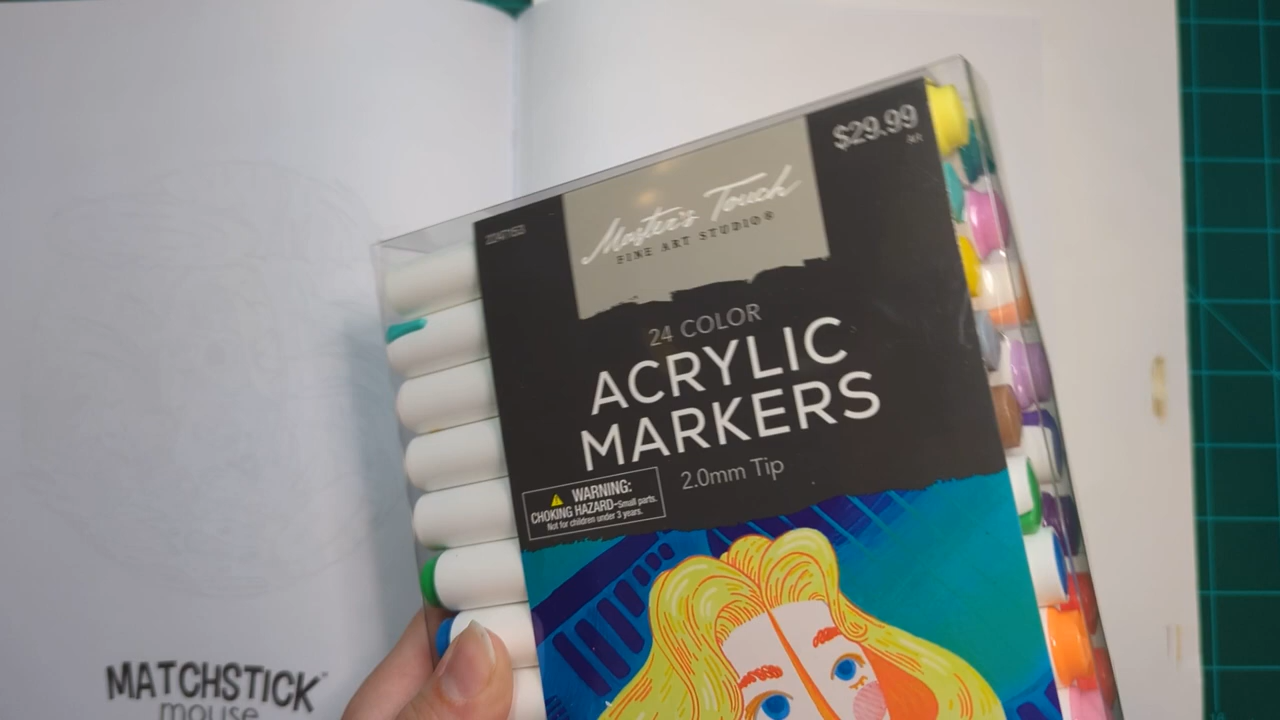 $29.99
Master's Touch
FINE ART STUDIO®
24 COLOR
ACRYLIC
MARKERS
2.0mm Tip
WARNING:
CHOKING HAZARD-Small parts.
Not for children under 3 years.
MATCHSTICK™
mouse